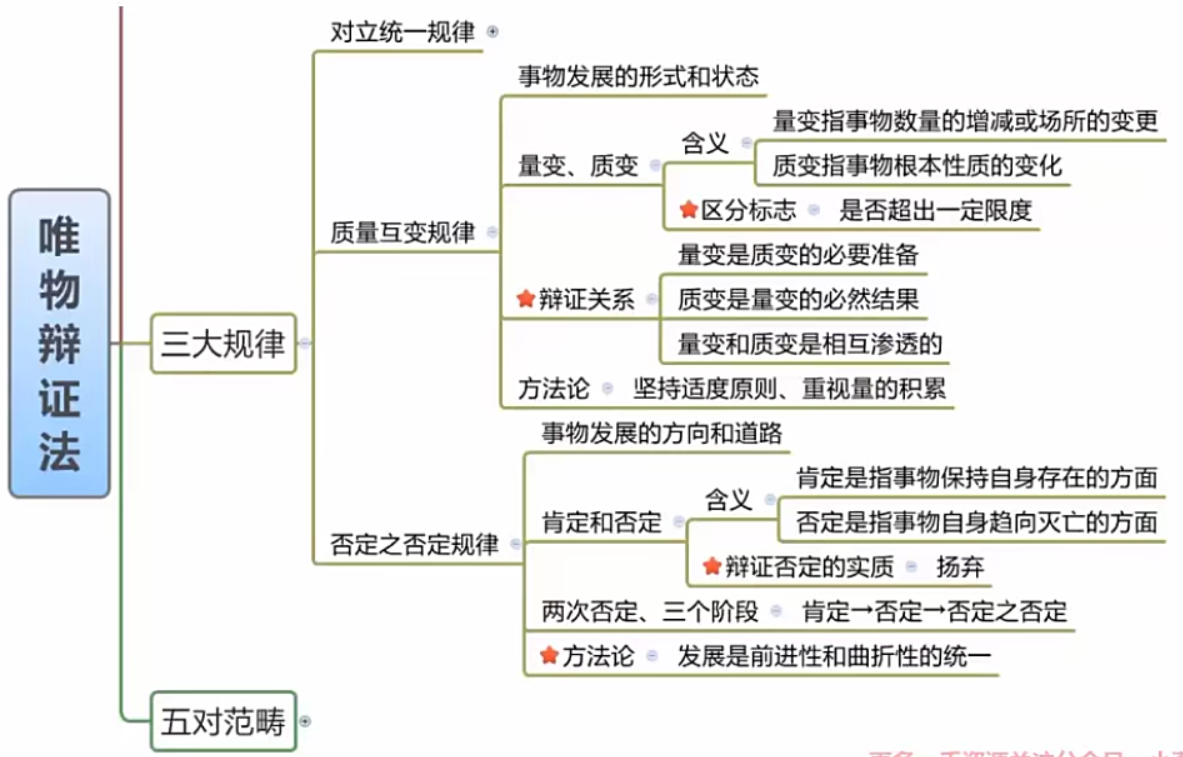 对立统一规律
事物发展的形式和状态
量变指事物数量的增减或场所的变更
含义
量变、质变
质变指事物根本性质的变化
区分标志
是否超出一定限度
质量互变规律
量变是质变的必要准备
辩证关系
质变是量变的必然结果
唯物辩证法
三大规律
量变和质变是相互渗透的
方法论
坚持适度原则、重视量的积累
事物发展的方向和道路
肯定是指事物保持自身存在的方面
含义
肯定和否定
否定是指事物自身趋向灭亡的方面
否定之否定规律
辩证否定的实质
扬弃
两次否定、三个阶段
肯定→否定→否定之否定
方法论
发展是前进性和曲折性的统一
五对范畴